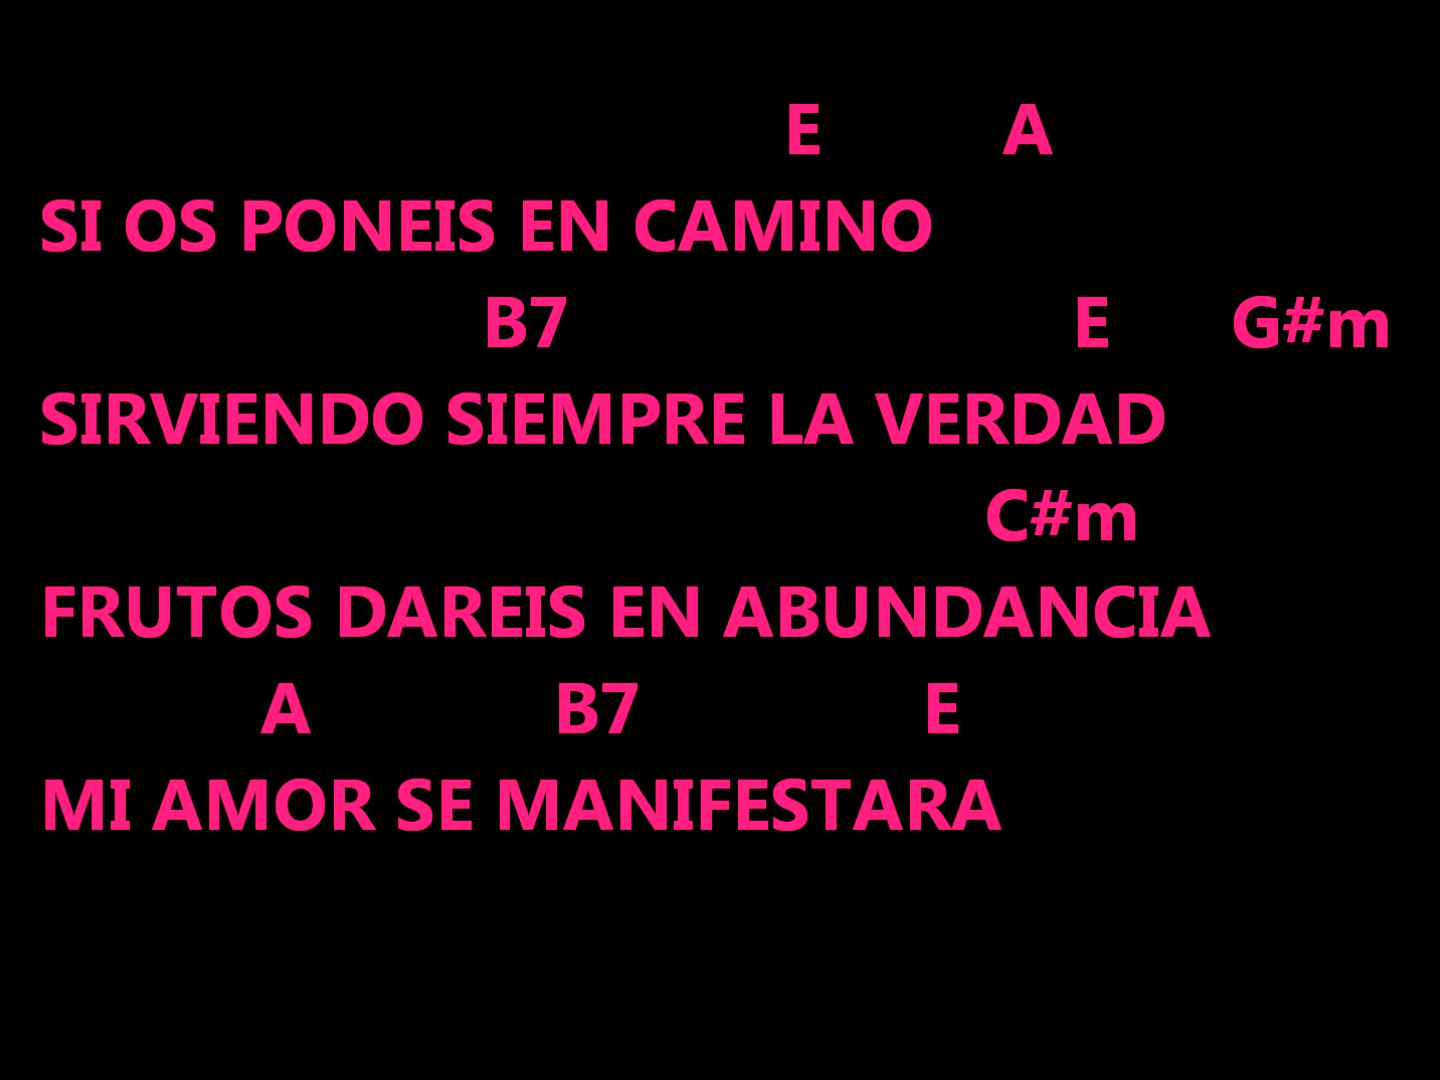 E A
SI OS PONEIS EN CAMINO
B7 E G#m
SIRVIENDO SIEMPRE LA VERDAD
C#m
FRUTOS DAREIS EN ABUNDANCIA
A B7 E
MI AMOR SE MANIFESTARA